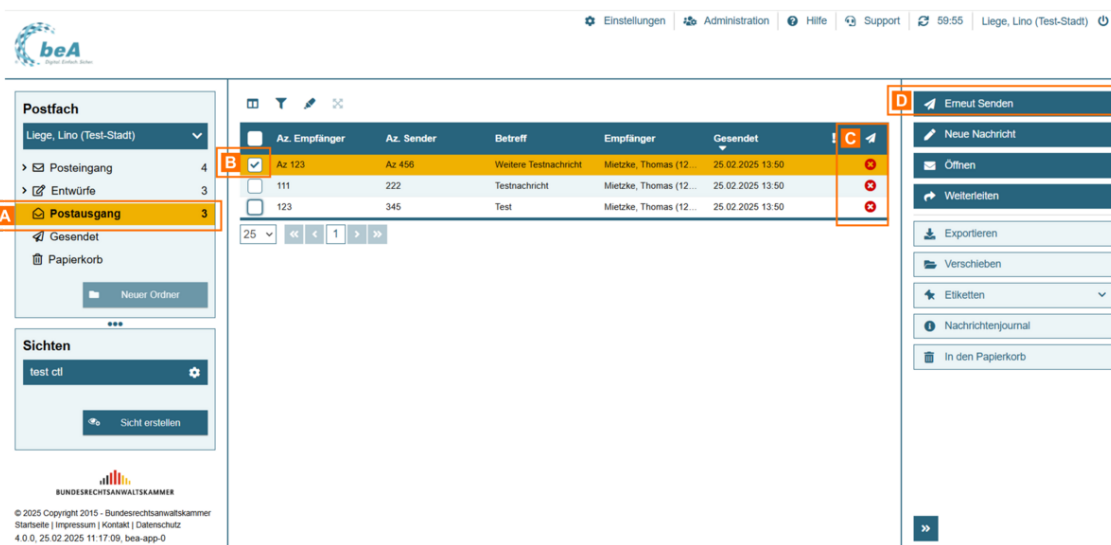 Einstellungen Administration Hilfe Support 59:55 Liege, Lino (Test-Stadt)
beA
Postfach
Liege, Lino (Test-Stadt)
Posteingang 4
Entwürfe 3
A Postausgang 3
Gesendet
Papierkorb
Neuer Ordner
Sichten
test ctl
Sicht erstellen
BUNDESRECHTSANWALTSKAMMER
© 2025 Copyright 2015 - Bundesrechtsanwaltskammer
Startseite | Impressum | Kontakt | Datenschutz
4.0.0, 25.02.2025 11:17:09, bea-app-0
Az. Empfänger Az. Sender Betreff Empfänger Gesendet ! C
B Az 123 Az 456 Weitere Testnachricht Mietzke, Thomas (12... 25.02.2025 13:50
111 222 Testnachricht Mietzke, Thomas (12... 25.02.2025 13:50
123 345 Test Mietzke, Thomas (12... 25.02.2025 13:50
25 « ‹ 1 › »
D Erneut Senden
Neue Nachricht
Öffnen
Weiterleiten
Exportieren
Verschieben
Etiketten
Nachrichtenjournal
In den Papierkorb
»